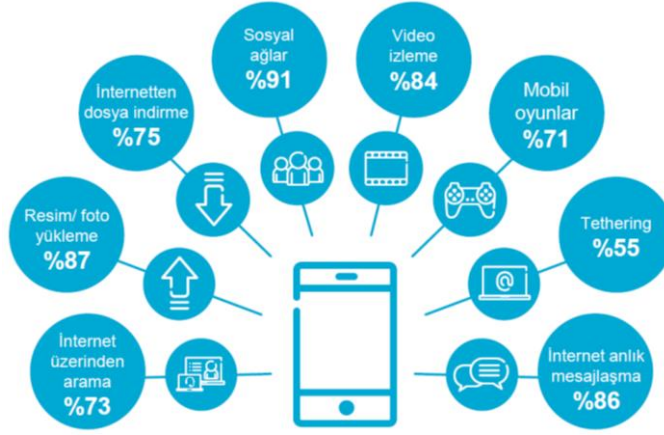 Sosyal
ağlar
%91
Video
izleme
%84
İnternetten
dosya indirme
%75
Mobil
oyunlar
%71
Resim/ foto
yükleme
%87
Tethering
%55
@
İnternet
üzerinden
arama
%73
İnternet anlık
mesajlaşma
%86